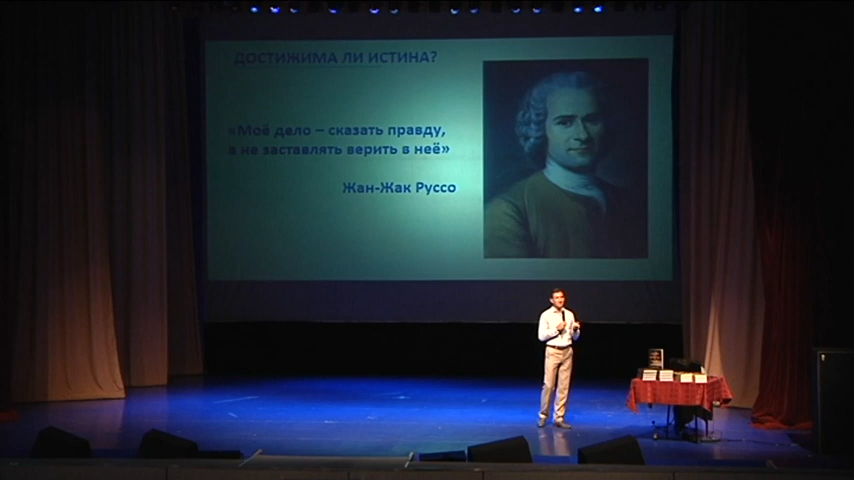 ДОСТИЖИМА ЛИ ИСТИНА?
«Моё дело – сказать правду,
а не заставлять верить в неё»
Жан-Жак Руссо